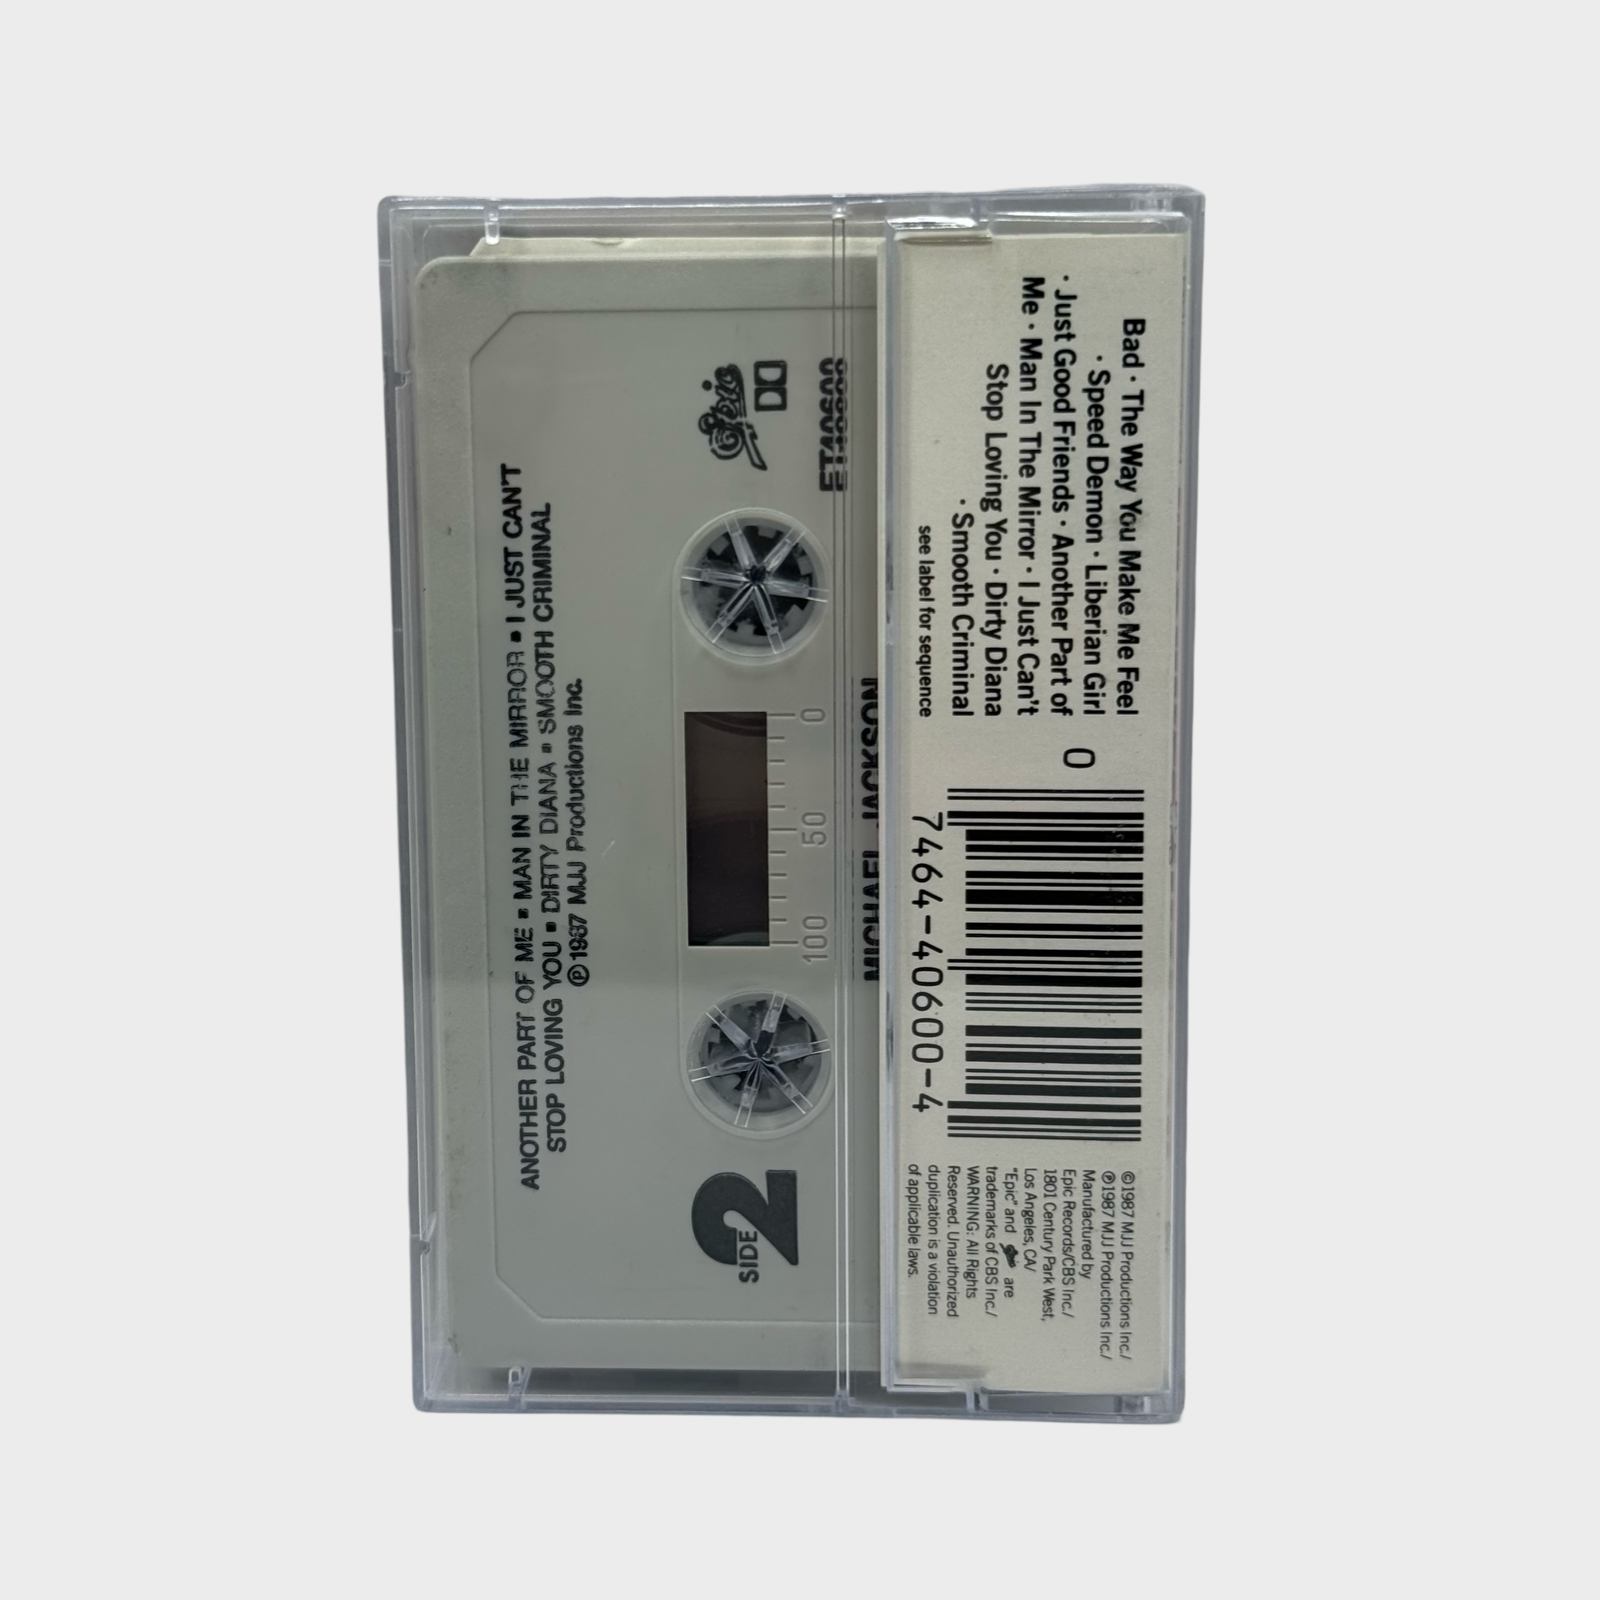 Bad · The Way You Make Me Feel
· Speed Demon · Liberian Girl
· Just Good Friends · Another Part of
Me · Man In The Mirror · I Just Can't
Stop Loving You · Dirty Diana
· Smooth Criminal
see label for sequence
0
7464-40600-4
©1987 MJJ Productions Inc./
℗1987 MJJ Productions Inc./
Manufactured by
Epic Records/CBS Inc./
1801 Century Park West,
Los Angeles, CA/
"Epic" and are
trademarks of CBS Inc./
WARNING: All Rights
Reserved. Unauthorized
duplication is a violation
of applicable laws.
ANOTHER PART OF ME ▪ MAN IN THE MIRROR ▪ I JUST CAN'T
STOP LOVING YOU ▪ DIRTY DIANA ▪ SMOOTH CRIMINAL
℗ 1987 MJJ Productions Inc.
SIDE 2
Epic
100 50 0
MICHAEL JACKSON